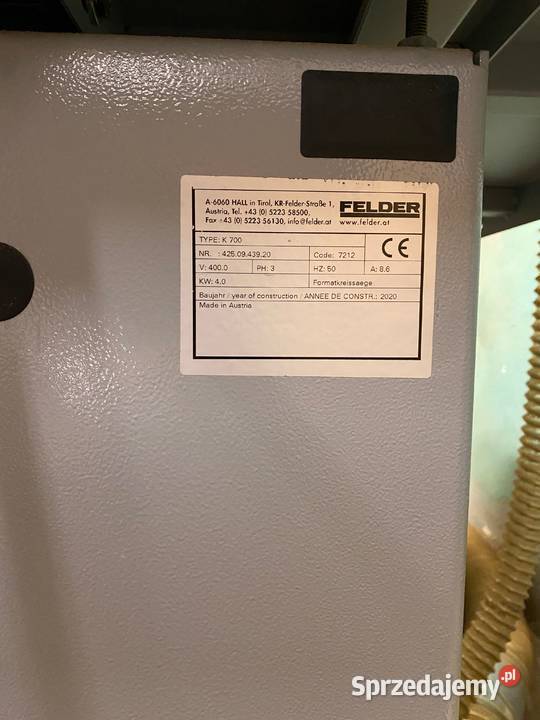 A-6060 HALL in Tirol, KR-Felder-Straße 1,
Austria, Tel. +43 (0) 5223 58500,
Fax +43 (0) 5223 56130, info@felder.at
FELDER
www.felder.at
TYPE: K 700 -
NR. : 425.09.439.20 Code: 7212
CE
V: 400.0 PH: 3 HZ: 50 A: 8.6
KW: 4.0 Formatkreissaege
Baujahr / year of construction / ANNEE DE CONSTR.: 2020
Made in Austria
Sprzedajemy.pl